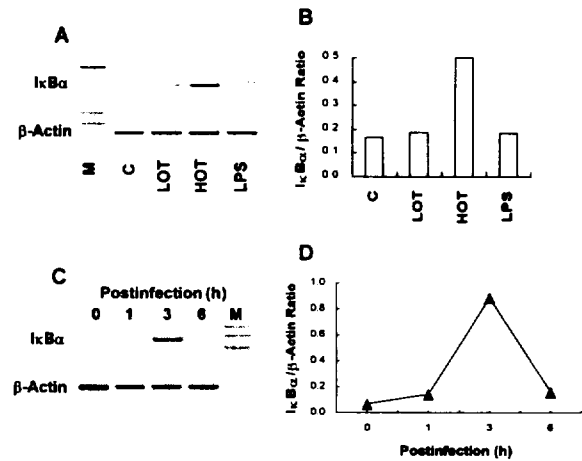 A
IκBα
β-Actin
M
C
LOT
HOT
LPS
B
IκBα/β-Actin Ratio
0 5
0 4
0 3
0 2
0 1
0 0
C
LOT
HOT
LPS
C
Postinfection (h)
0 1 3 6 M
IκBα
β-Actin
D
IκBα/β-Actin Ratio
1.0
0.8
0.6
0.4
0.2
0.0
0 1 3 6
Postinfection (h)